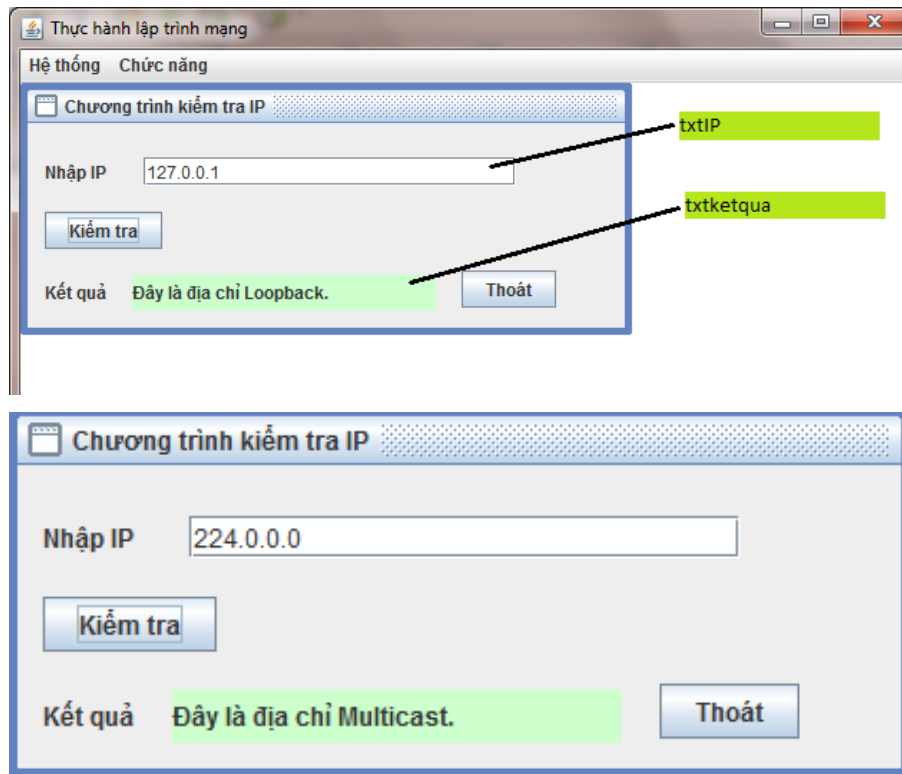 Thực hành lập trình mạng
Hệ thống Chức năng
Chương trình kiểm tra IP
txtIP
Nhập IP 127.0.0.1
txtketqua
Kiểm tra
Kết quả Đây là địa chỉ Loopback. Thoát
Chương trình kiểm tra IP
Nhập IP 224.0.0.0
Kiểm tra
Kết quả Đây là địa chỉ Multicast. Thoát